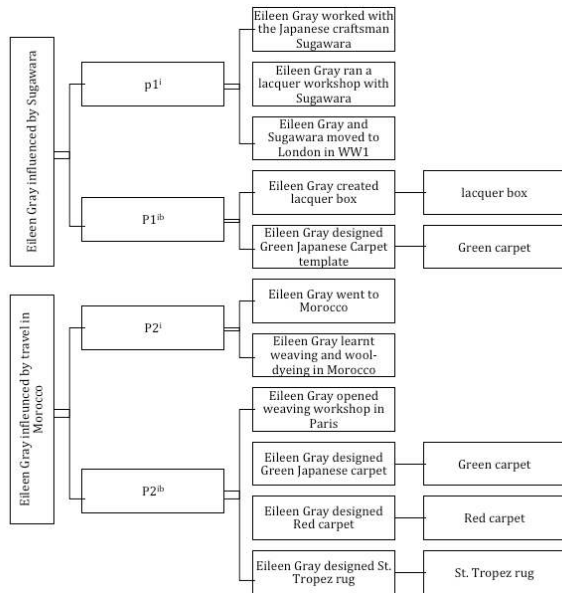 Eileen Gray influenced by Sugawara
p1ⁱ
Eileen Gray worked with
the Japanese craftsman
Sugawara
Eileen Gray ran a
lacquer workshop with
Sugawara
Eileen Gray and
Sugawara moved to
London in WW1
P1ⁱᵇ
Eileen Gray created
lacquer box
lacquer box
Eileen Gray designed
Green Japanese Carpet
template
Green carpet
Eileen Gray infleunced by travel in
Morocco
P2ⁱ
Eileen Gray went to
Morocco
Eileen Gray learnt
weaving and wool-
dyeing in Morocco
P2ⁱᵇ
Eileen Gray opened
weaving workshop in
Paris
Eileen Gray designed
Green Japanese carpet
Green carpet
Eileen Gray designed
Red carpet
Red carpet
Eileen Gray designed St.
Tropez rug
St. Tropez rug